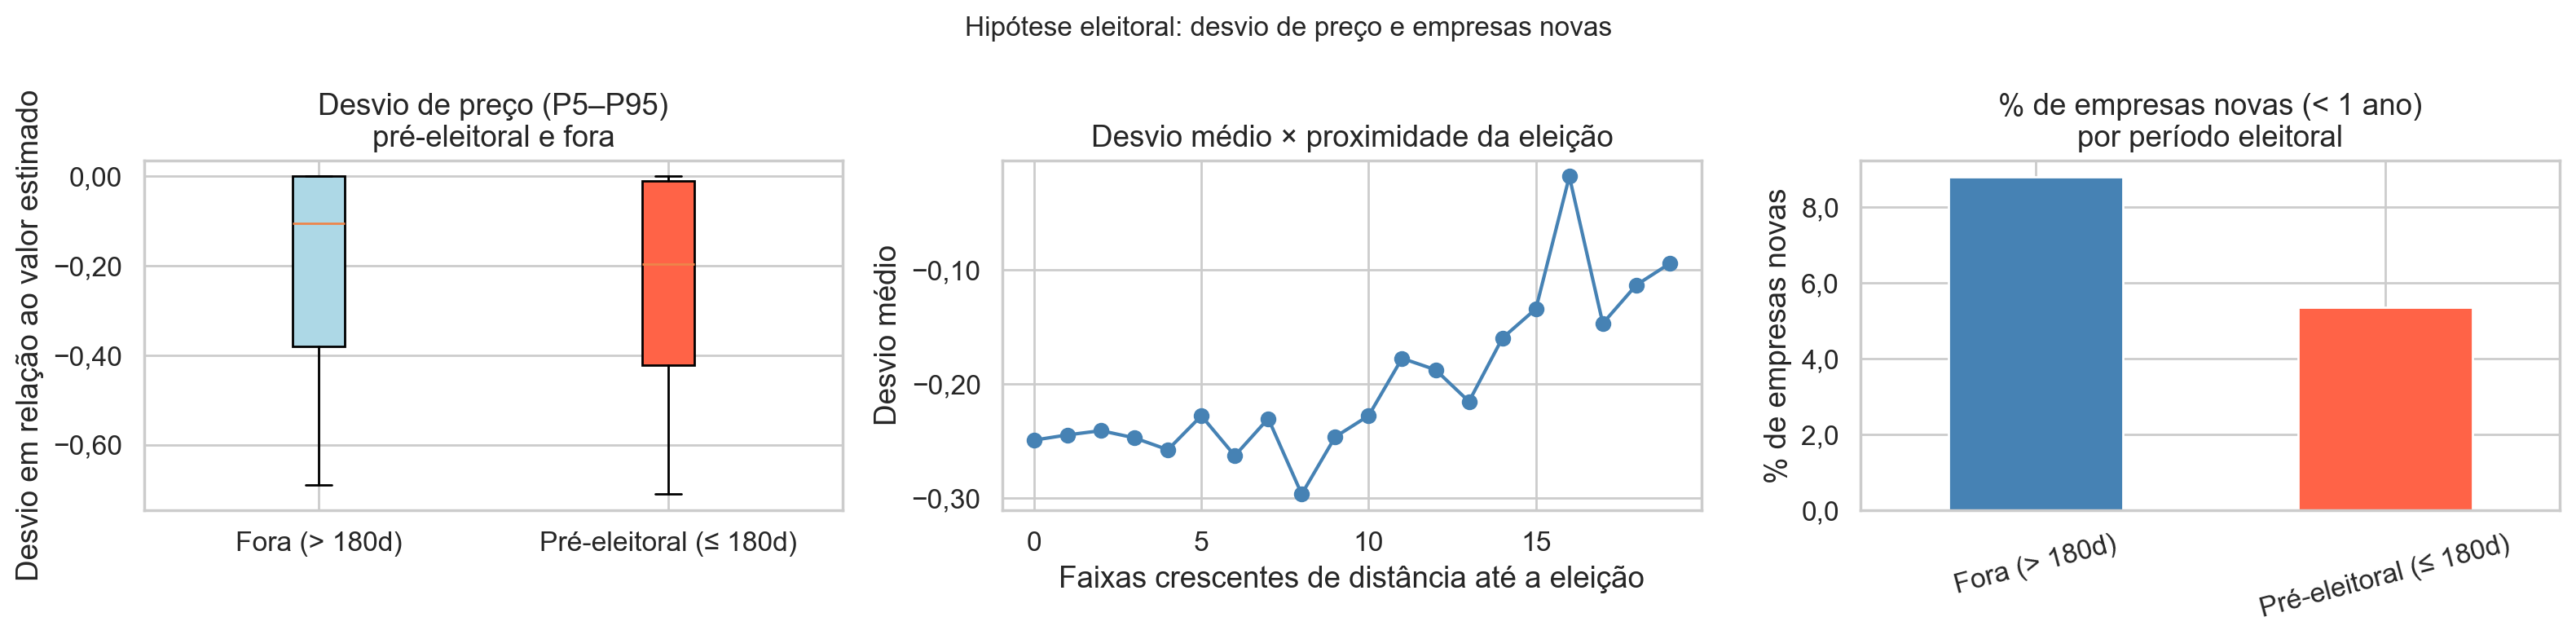 Hipótese eleitoral: desvio de preço e empresas novas
Desvio de preço (P5–P95)
pré-eleitoral e fora
Desvio em relação ao valor estimado
0,00
−0,20
−0,40
−0,60
Fora (> 180d)
Pré-eleitoral (≤ 180d)
Desvio médio × proximidade da eleição
Desvio médio
−0,10
−0,20
−0,30
0
5
10
15
Faixas crescentes de distância até a eleição
% de empresas novas (< 1 ano)
por período eleitoral
% de empresas novas
8,0
6,0
4,0
2,0
0,0
Fora (> 180d)
Pré-eleitoral (≤ 180d)